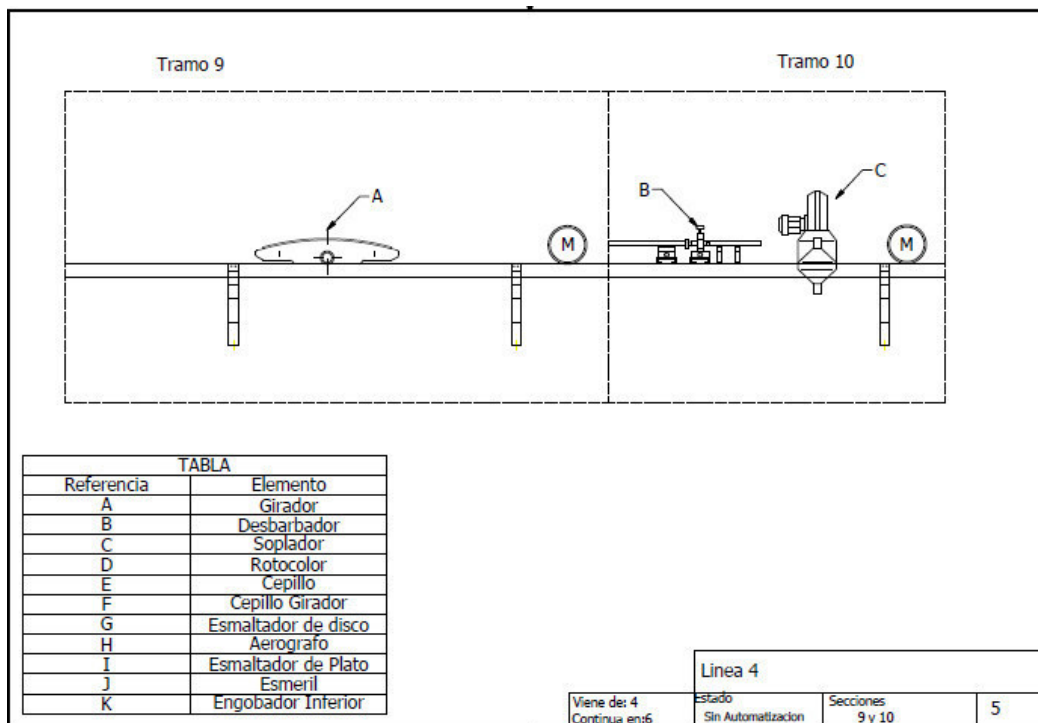 Tramo 9
Tramo 10
A
B
C
M
M
TABLA
Referencia Elemento
A Girador
B Desbarbador
C Soplador
D Rotocolor
E Cepillo
F Cepillo Girador
G Esmaltador de disco
H Aerografo
I Esmaltador de Plato
J Esmeril
K Engobador Inferior
Linea 4
Viene de: 4
Continua en:6
Estado
Sin Automatizacion
Secciones
9 y 10
5